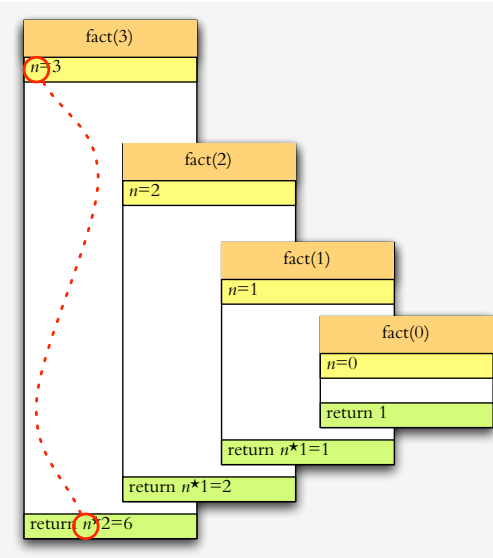 fact(3)
n=3
fact(2)
n=2
fact(1)
n=1
fact(0)
n=0
return 1
return n★1=1
return n★1=2
return n★2=6